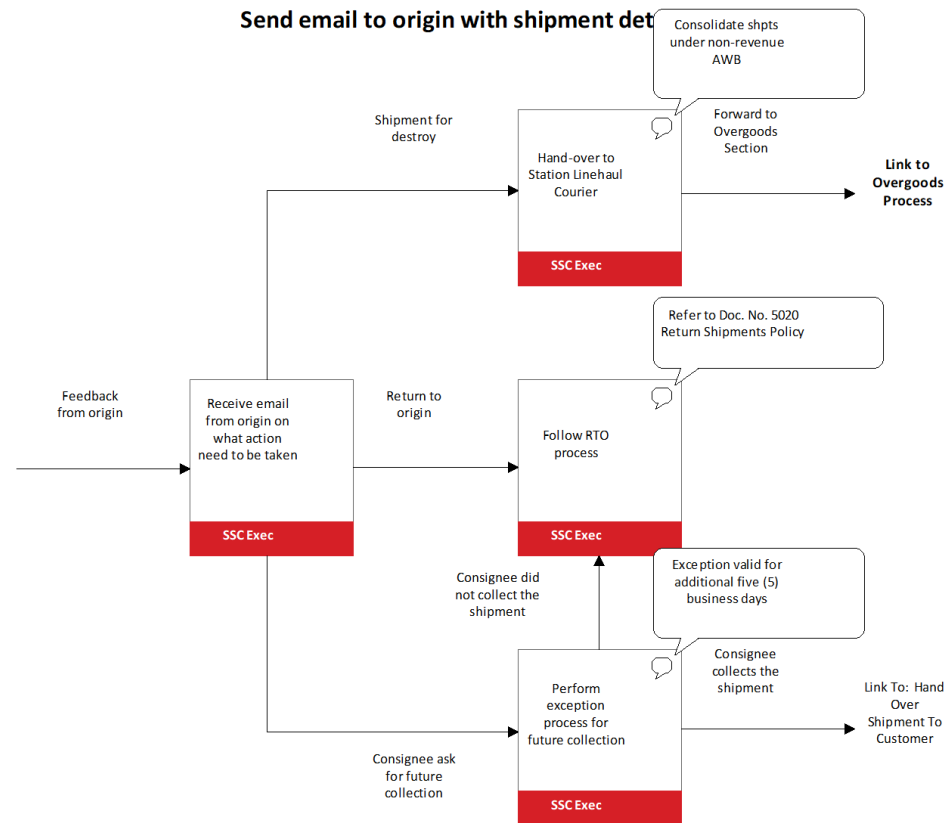 Send email to origin with shipment det
Consolidate shpts
under non-revenue
AWB
Shipment for
destroy
Forward to
Overgoods
Section
Hand-over to
Station Linehaul
Courier
Link to
Overgoods
Process
SSC Exec
Refer to Doc. No. 5020
Return Shipments Policy
Feedback
from origin
Receive email
from origin on
what action
need to be taken
Return to
origin
Follow RTO
process
SSC Exec
SSC Exec
Consignee did
not collect the
shipment
Exception valid for
additional five (5)
business days
Consignee
collects the
shipment
Perform
exception
process for
future collection
Link To: Hand
Over
Shipment To
Customer
Consignee ask
for future
collection
SSC Exec